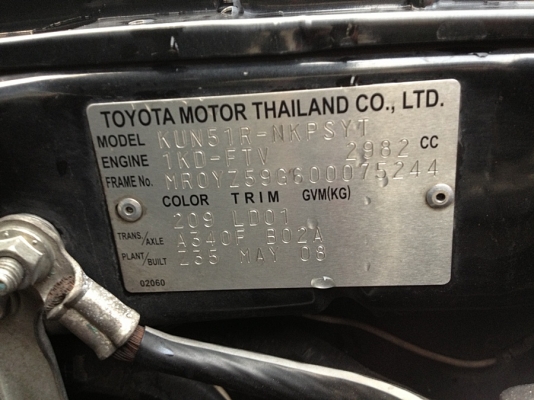 TOYOTA MOTOR THAILAND CO., LTD.
MODEL KUN51R-NKPSYT
ENGINE 1KD-FTV 2982 CC
FRAME No. MR0YZ59G600075244
COLOR TRIM GVM(KG)
209 LD01
TRANS/AXLE A340F B02A
PLANT/BUILT Z35 MAY 08
02060